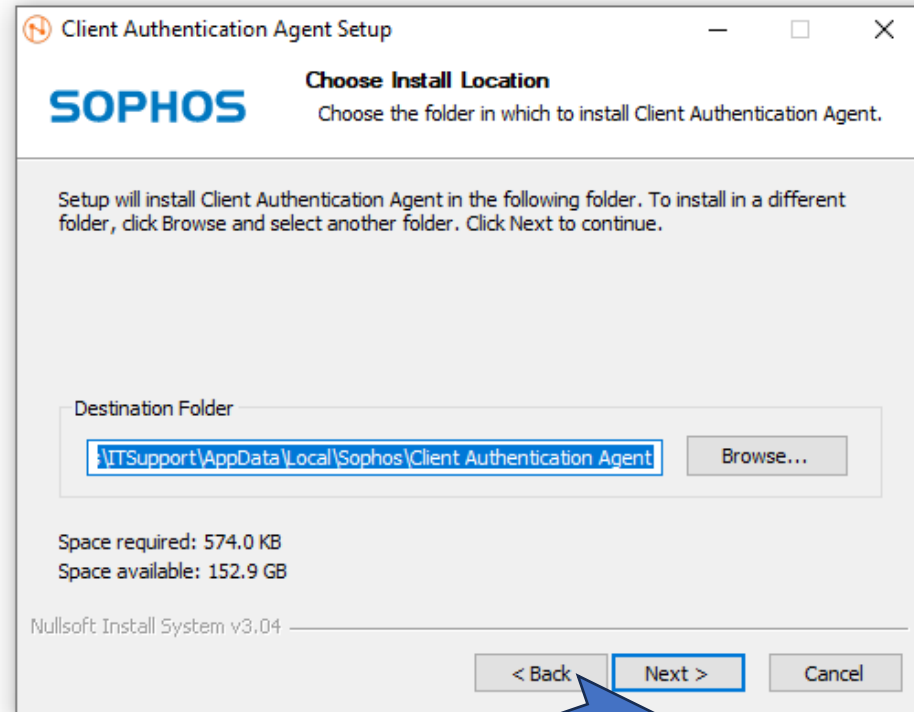 Client Authentication Agent Setup
SOPHOS
Choose Install Location
Choose the folder in which to install Client Authentication Agent.
Setup will install Client Authentication Agent in the following folder. To install in a different
folder, click Browse and select another folder. Click Next to continue.
Destination Folder
:\ITSupport\AppData\Local\Sophos\Client Authentication Agent
Browse...
Space required: 574.0 KB
Space available: 152.9 GB
Nullsoft Install System v3.04
< Back
Next >
Cancel